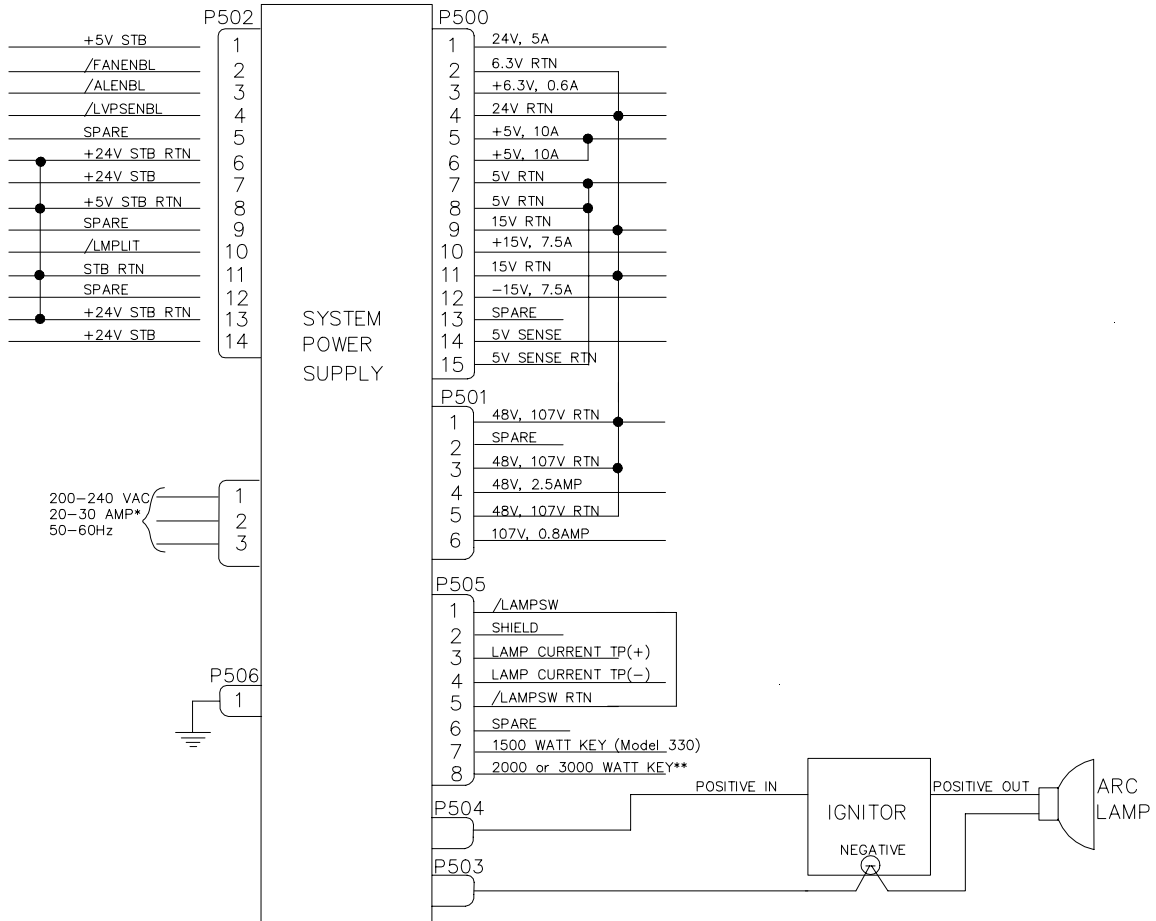 P502
1 +5V STB
2 /FANENBL
3 /ALENBL
4 /LVPSENBL
5 SPARE
6 +24V STB RTN
7 +24V STB
8 +5V STB RTN
9 SPARE
10 /LMPLIT
11 STB RTN
12 SPARE
13 +24V STB RTN
14 +24V STB
200-240 VAC
20-30 AMP*
50-60Hz
1
2
3
P506
1
SYSTEM
POWER
SUPPLY
P500
1 24V, 5A
2 6.3V RTN
3 +6.3V, 0.6A
4 24V RTN
5 +5V, 10A
6 +5V, 10A
7 5V RTN
8 5V RTN
9 15V RTN
10 +15V, 7.5A
11 15V RTN
12 -15V, 7.5A
13 SPARE
14 5V SENSE
15 5V SENSE RTN
P501
1 48V, 107V RTN
2 SPARE
3 48V, 107V RTN
4 48V, 2.5AMP
5 48V, 107V RTN
6 107V, 0.8AMP
P505
1 /LAMPSW
2 SHIELD
3 LAMP CURRENT TP(+)
4 LAMP CURRENT TP(-)
5 /LAMPSW RTN
6 SPARE
7 1500 WATT KEY (Model 330)
8 2000 or 3000 WATT KEY**
P504
P503
POSITIVE IN
IGNITOR
NEGATIVE
POSITIVE OUT
ARC
LAMP